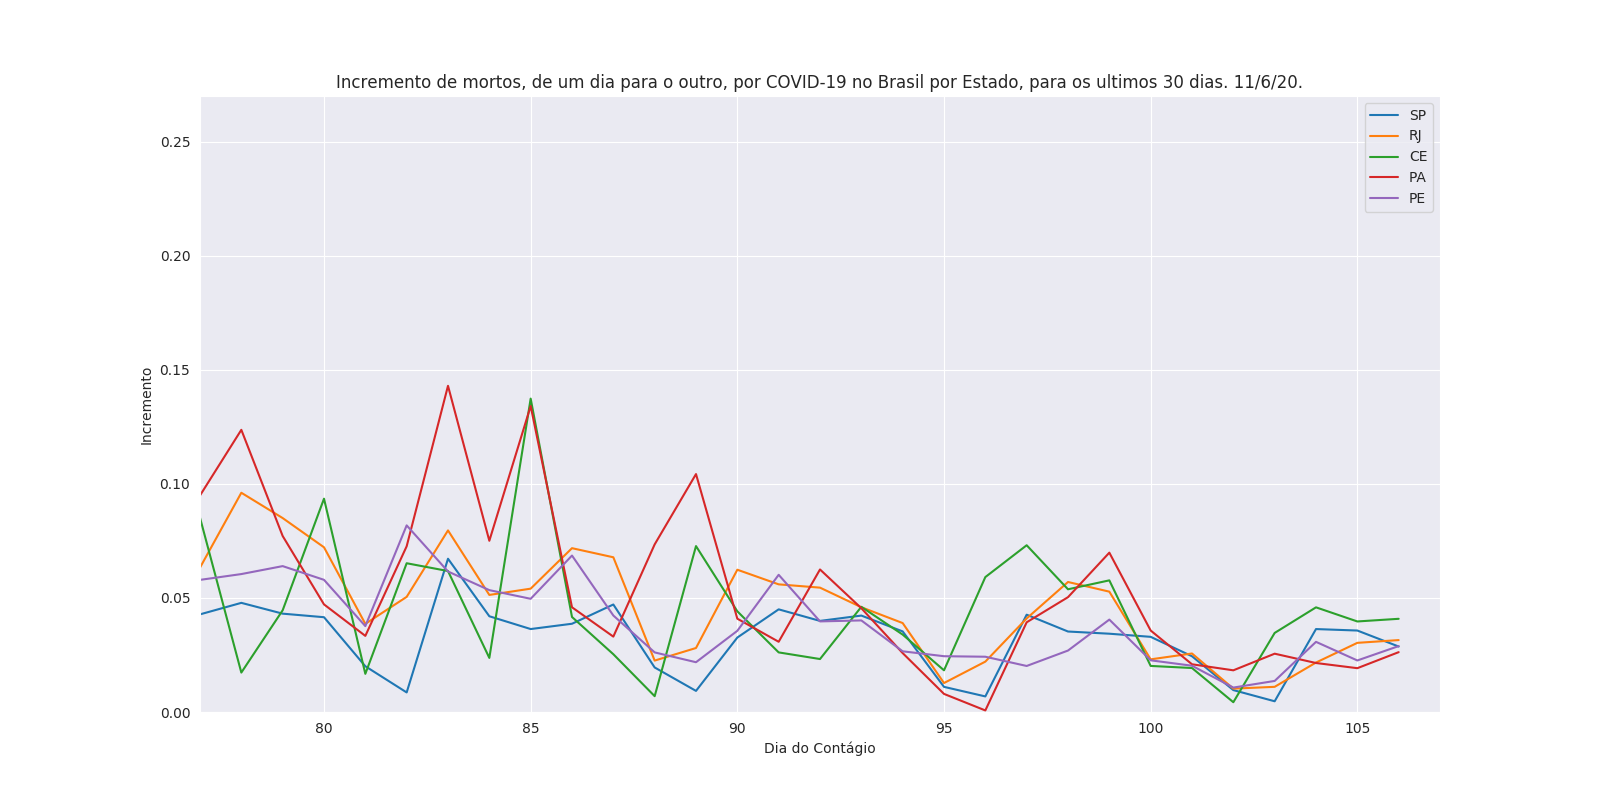 Incremento de mortos, de um dia para o outro, por COVID-19 no Brasil por Estado, para os ultimos 30 dias. 11/6/20.
SP
RJ
CE
PA
PE
0.25
0.20
0.15
0.10
0.05
0.00
Incremento
80 85 90 95 100 105
Dia do Contágio